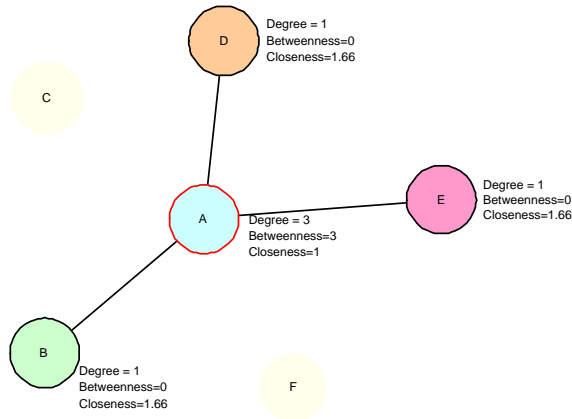 D
Degree = 1
Betweenness=0
Closeness=1.66
C
E
Degree = 1
Betweenness=0
Closeness=1.66
A
Degree = 3
Betweenness=3
Closeness=1
B
Degree = 1
Betweenness=0
Closeness=1.66
F